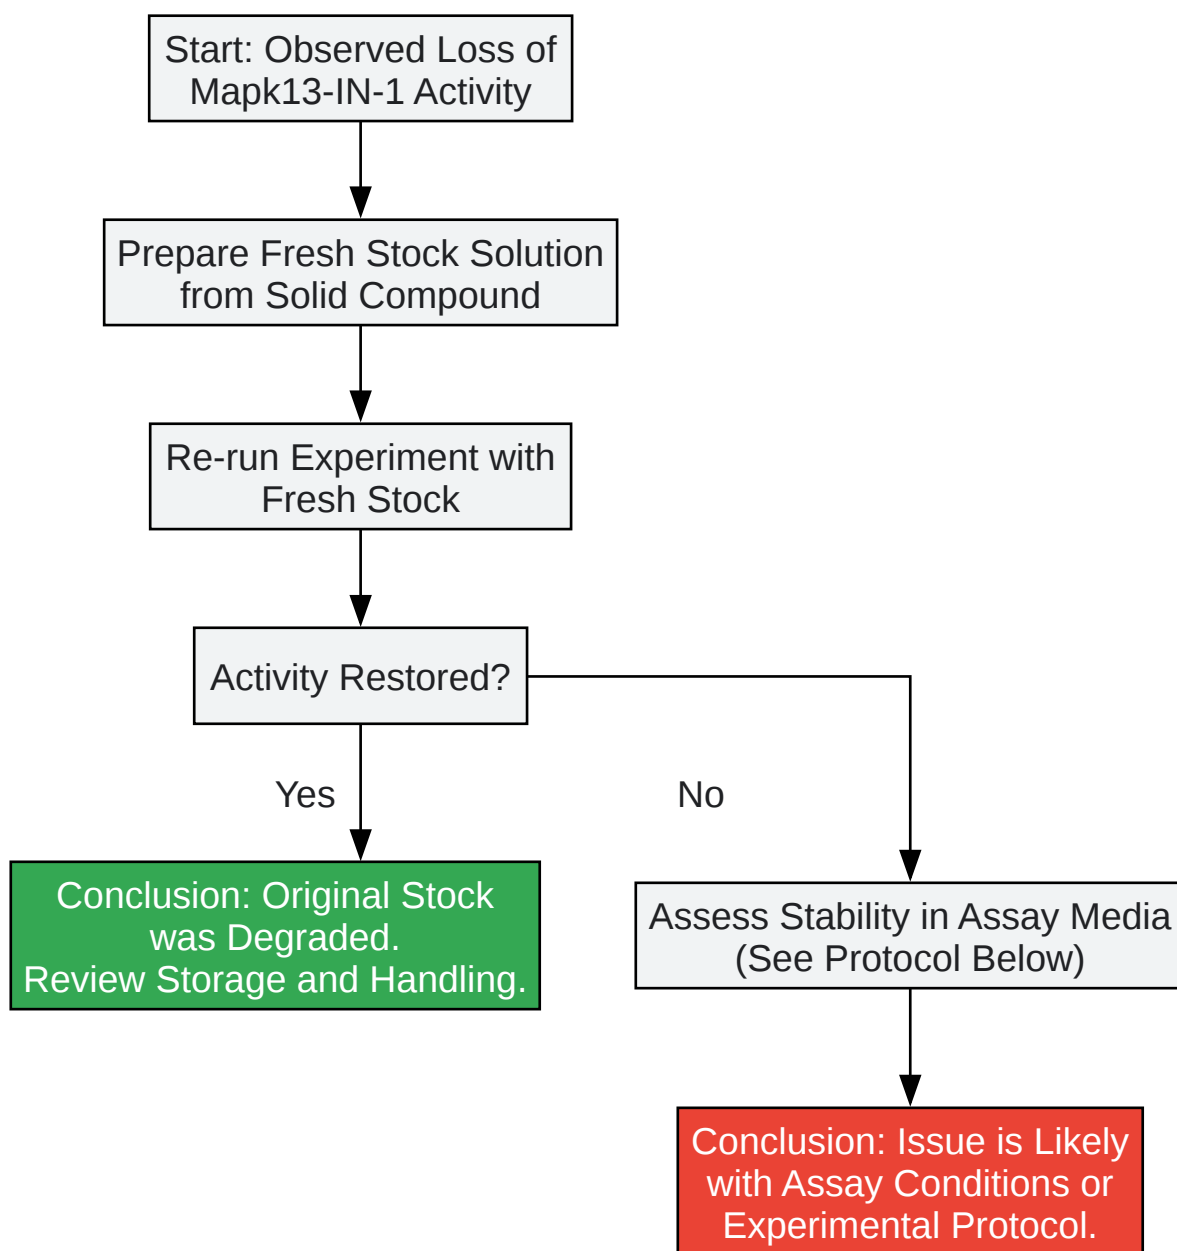 Start: Observed Loss of
Mapk13-IN-1 Activity
Prepare Fresh Stock Solution
from Solid Compound
Re-run Experiment with
Fresh Stock
Activity Restored?
Yes
No
Conclusion: Original Stock
was Degraded.
Review Storage and Handling.
Assess Stability in Assay Media
(See Protocol Below)
Conclusion: Issue is Likely
with Assay Conditions or
Experimental Protocol.